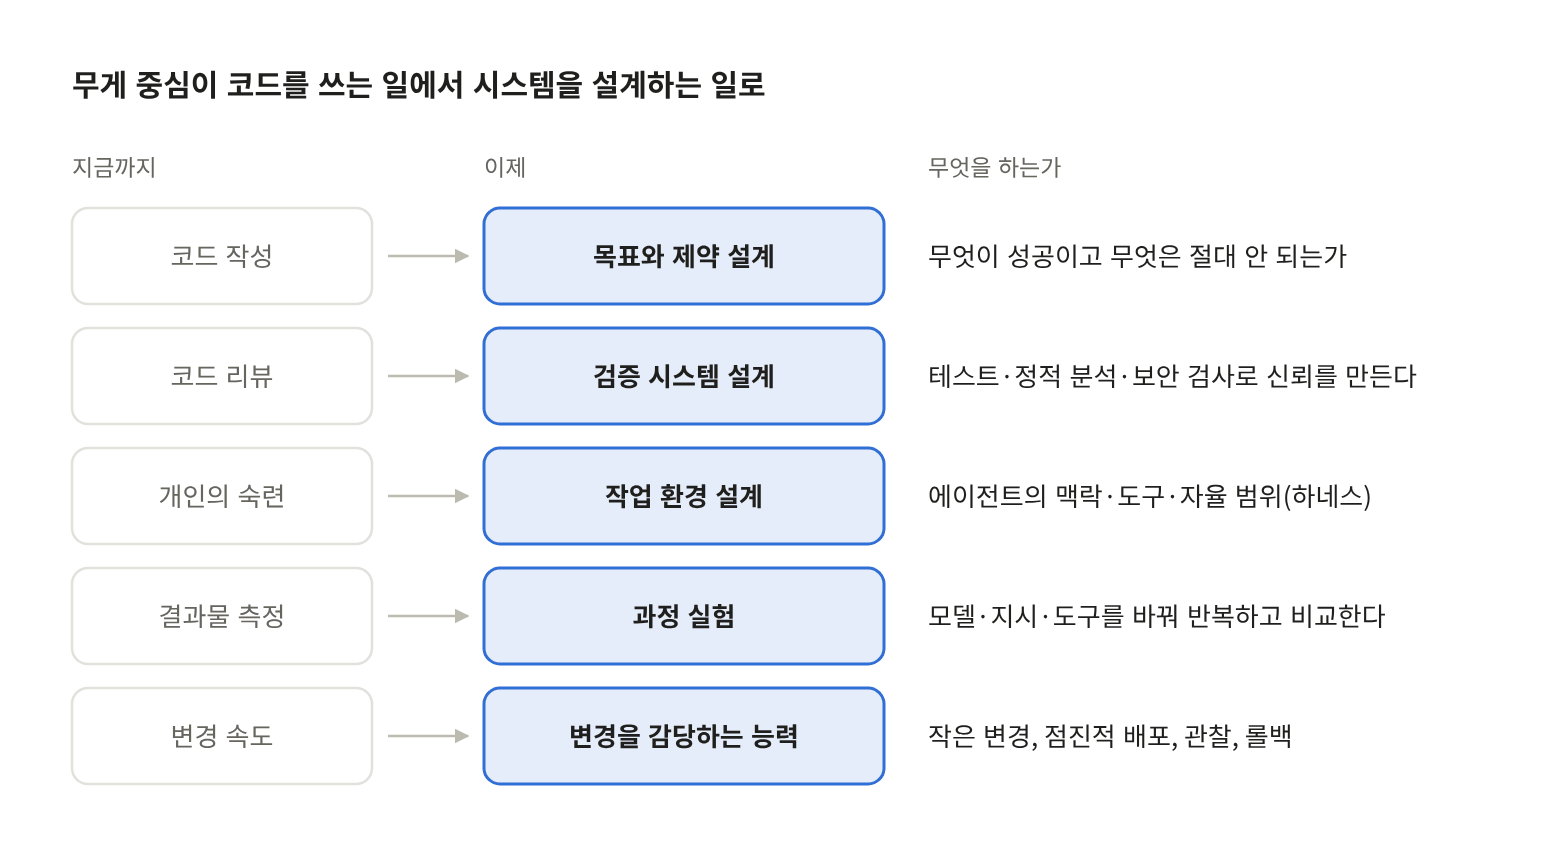 무게 중심이 코드를 쓰는 일에서 시스템을 설계하는 일로
지금까지 이제 무엇을 하는가
코드 작성 목표와 제약 설계 무엇이 성공이고 무엇은 절대 안 되는가
코드 리뷰 검증 시스템 설계 테스트·정적 분석·보안 검사로 신뢰를 만든다
개인의 숙련 작업 환경 설계 에이전트의 맥락·도구·자율 범위(하네스)
결과물 측정 과정 실험 모델·지시·도구를 바꿔 반복하고 비교한다
변경 속도 변경을 감당하는 능력 작은 변경, 점진적 배포, 관찰, 롤백